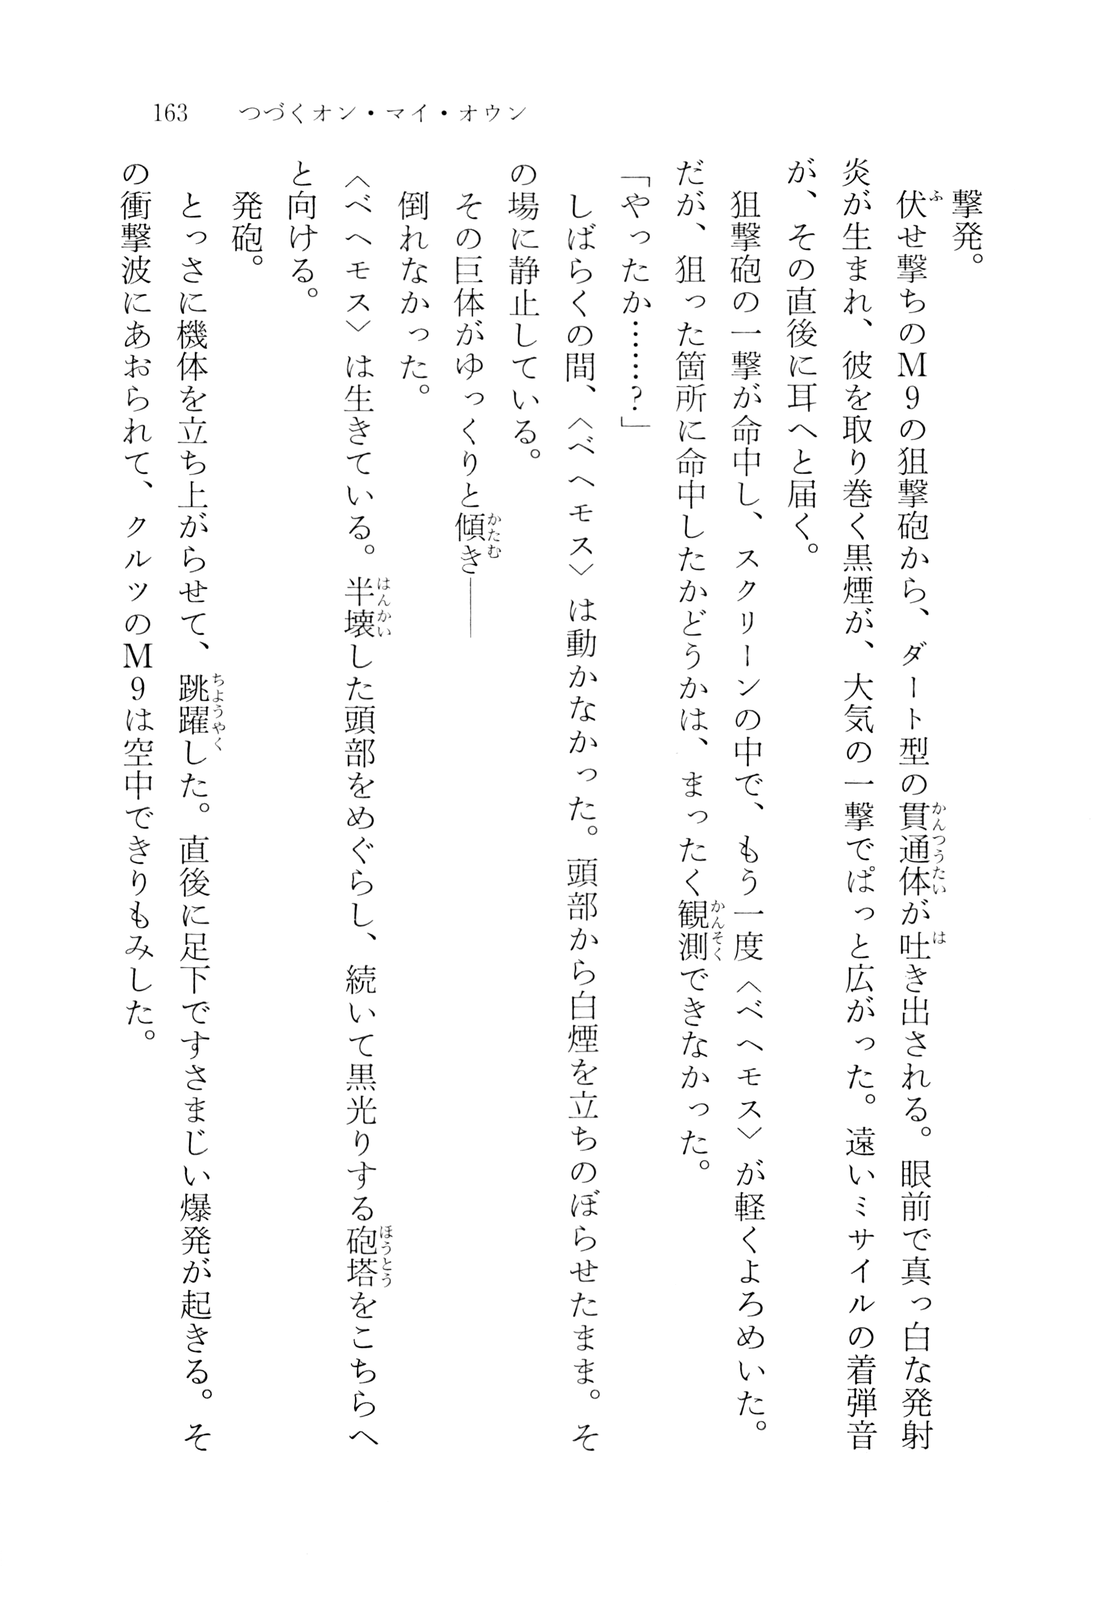 163 つづくオン・マイ・オウン
撃発。
伏せ撃ちのM9の狙撃砲から、ダート型の貫通体が吐き出される。眼前で真っ白な発射
炎が生まれ、彼を取り巻く黒煙が、大気の一撃でぱっと広がった。遠いミサイルの着弾音
が、その直後に耳へと届く。
狙撃砲の一撃が命中し、スクリーンの中で、もう一度〈ベヘモス〉が軽くよろめいた。
だが、狙った箇所に命中したかどうかは、まったく観測できなかった。
「やったか……?」
しばらくの間、〈ベヘモス〉は動かなかった。頭部から白煙を立ちのぼらせたまま。そ
の場に静止している。
その巨体がゆっくりと傾き――
倒れなかった。
〈ベヘモス〉は生きている。半壊した頭部をめぐらし、続いて黒光りする砲塔をこちらへ
と向ける。
発砲。
とっさに機体を立ち上がらせて、跳躍した。直後に足下ですさまじい爆発が起きる。そ
の衝撃波にあおられて、クルツのM9は空中できりもみした。